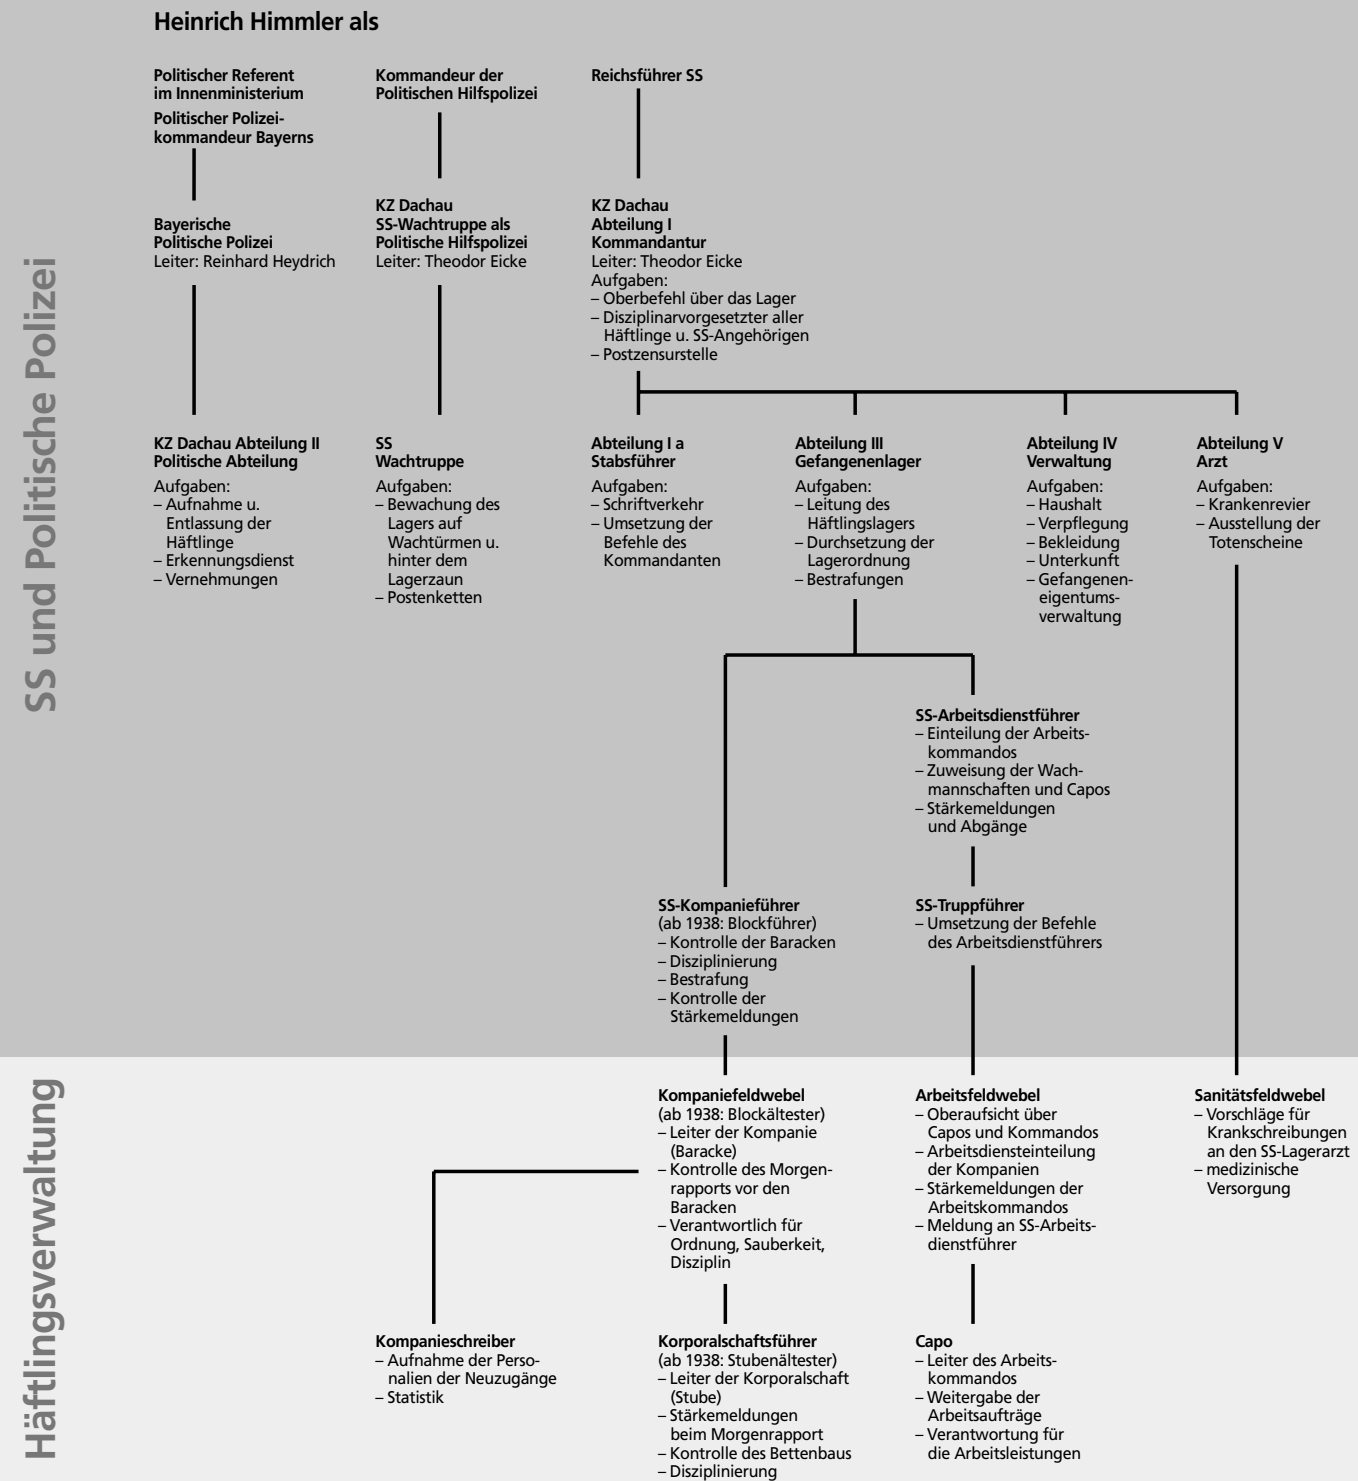 Heinrich Himmler als
Politischer Referent
im Innenministerium
Politischer Polizei-
kommandeur Bayerns
Kommandeur der
Politischen Hilfspolizei
Reichsführer SS
Bayerische
Politische Polizei
Leiter: Reinhard Heydrich
KZ Dachau
SS-Wachtruppe als
Politische Hilfspolizei
Leiter: Theodor Eicke
KZ Dachau
Abteilung I
Kommandantur
Leiter: Theodor Eicke
Aufgaben:
– Oberbefehl über das Lager
– Disziplinarvorgesetzter aller
Häftlinge u. SS-Angehörigen
– Postzensurstelle
SS und Politische Polizei
KZ Dachau Abteilung II
Politische Abteilung
Aufgaben:
– Aufnahme u.
Entlassung der
Häftlinge
– Erkennungsdienst
– Vernehmungen
SS
Wachtruppe
Aufgaben:
– Bewachung des
Lagers auf
Wachtürmen u.
hinter dem
Lagerzaun
– Postenketten
Abteilung I a
Stabsführer
Aufgaben:
– Schriftverkehr
– Umsetzung der
Befehle des
Kommandanten
Abteilung III
Gefangenenlager
Aufgaben:
– Leitung des
Häftlingslagers
– Durchsetzung der
Lagerordnung
– Bestrafungen
Abteilung IV
Verwaltung
Aufgaben:
– Haushalt
– Verpflegung
– Bekleidung
– Unterkunft
– Gefangenen-
eigentums-
verwaltung
Abteilung V
Arzt
Aufgaben:
– Krankenrevier
– Ausstellung der
Totenscheine
SS-Arbeitsdienstführer
– Einteilung der Arbeits-
kommandos
– Zuweisung der Wach-
mannschaften und Capos
– Stärkemeldungen
und Abgänge
SS-Kompanieführer
(ab 1938: Blockführer)
– Kontrolle der Baracken
– Disziplinierung
– Bestrafung
– Kontrolle der
Stärkemeldungen
SS-Truppführer
– Umsetzung der Befehle
des Arbeitsdienstführers
Häftlingsverwaltung
Kompaniefeldwebel
(ab 1938: Blockältester)
– Leiter der Kompanie
(Baracke)
– Kontrolle des Morgen-
rapports vor den
Baracken
– Verantwortlich für
Ordnung, Sauberkeit,
Disziplin
Arbeitsfeldwebel
– Oberaufsicht über
Capos und Kommandos
– Arbeitsdiensteinteilung
der Kompanien
– Stärkemeldungen der
Arbeitskommandos
– Meldung an SS-Arbeits-
dienstführer
Sanitätsfeldwebel
– Vorschläge für
Krankschreibungen
an den SS-Lagerarzt
– medizinische
Versorgung
Kompanieschreiber
– Aufnahme der Perso-
nalien der Neuzugänge
– Statistik
Korporalschaftsführer
(ab 1938: Stubenältester)
– Leiter der Korporalschaft
(Stube)
– Stärkemeldungen
beim Morgenrapport
– Kontrolle des Bettenbaus
– Disziplinierung
Capo
– Leiter des Arbeits-
kommandos
– Weitergabe der
Arbeitsaufträge
– Verantwortung für
die Arbeitsleistungen